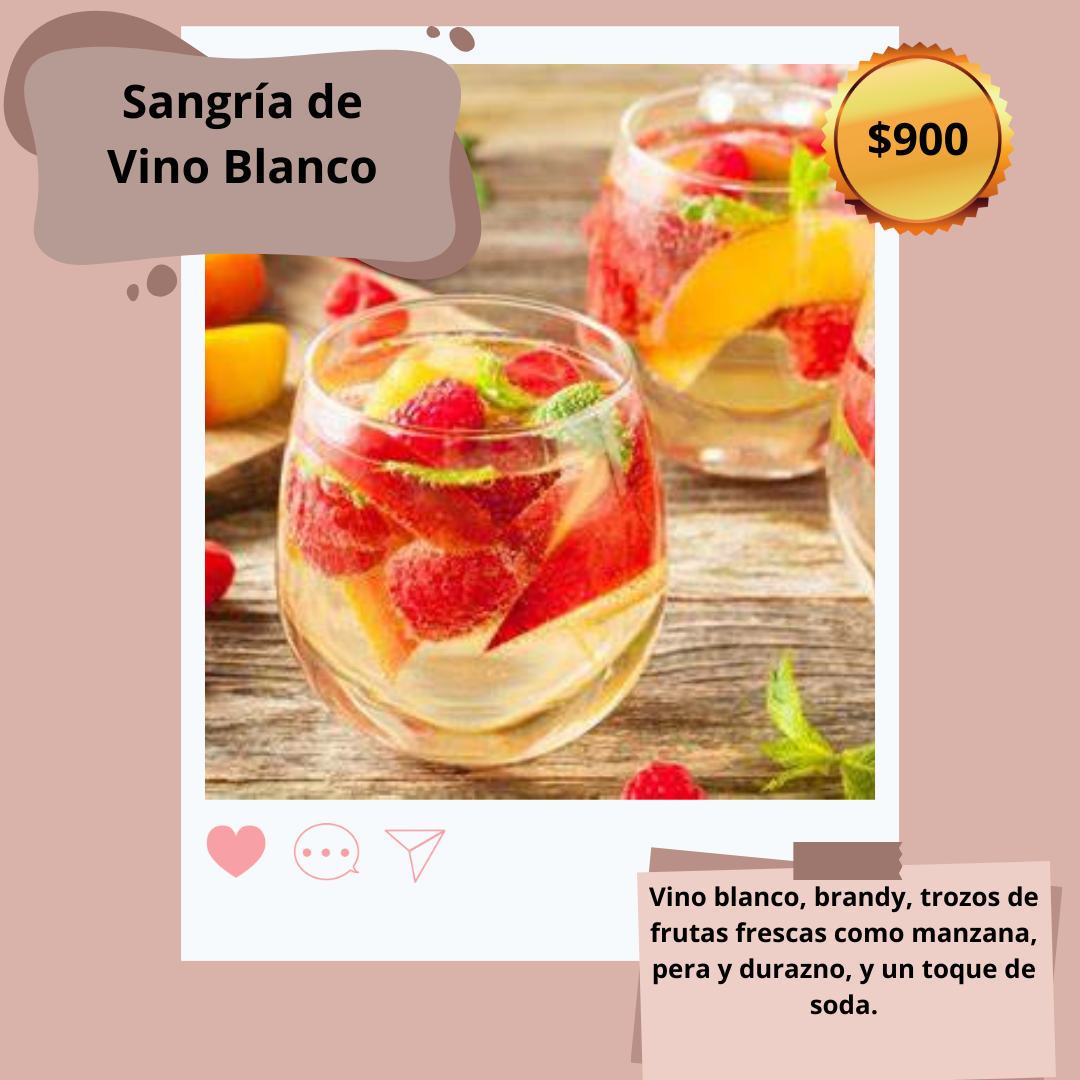 Sangría de
Vino Blanco
$900
Vino blanco, brandy, trozos de
frutas frescas como manzana,
pera y durazno, y un toque de
soda.